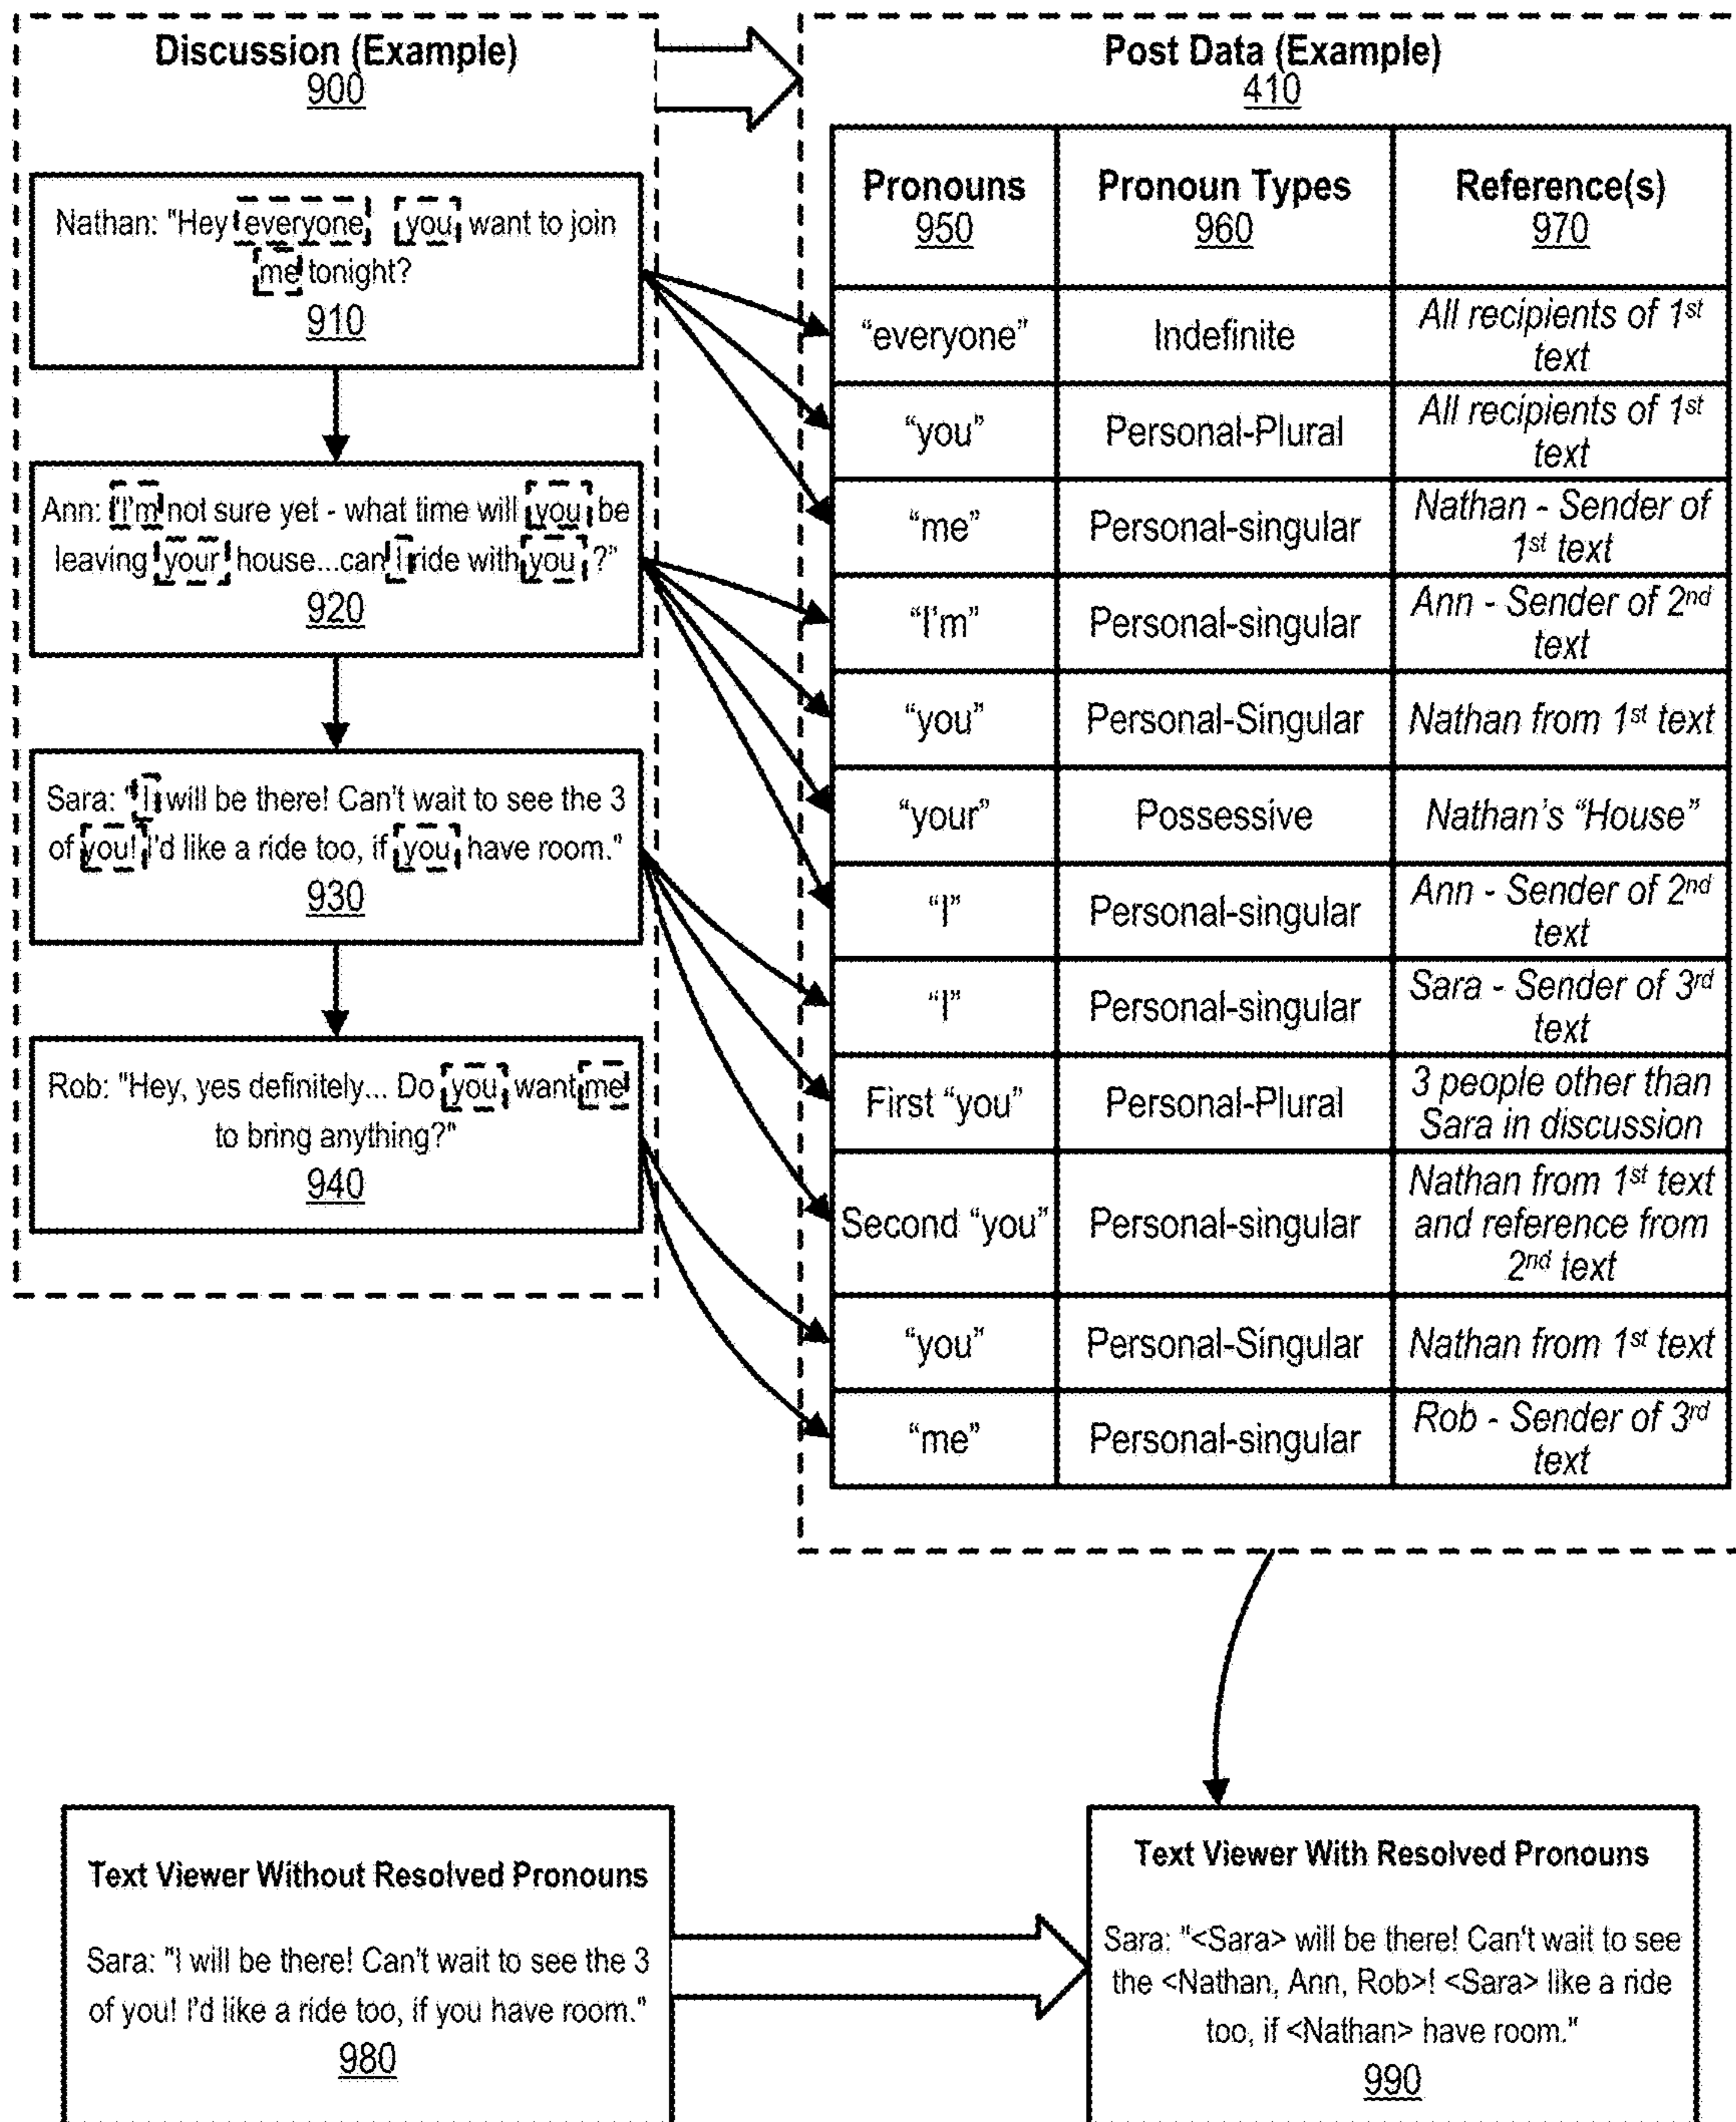 Discussion (Example)
900
Nathan: "Hey everyone you want to join
me tonight?
910
Ann: I'I'm not sure yet - what time will you be
leaving your house...can I ride with you ?"
920
Sara: "I will be there! Can't wait to see the 3
of you! I'd like a ride too, if you have room."
930
Rob: "Hey, yes definitely... Do you want me
to bring anything?"
940
Post Data (Example)
410
Pronouns Pronoun Types Reference(s)
950 960 970
"everyone" Indefinite All recipients of 1st
text
"you" Personal-Plural All recipients of 1st
text
"me" Personal-singular Nathan - Sender of
1st text
"I'm" Personal-singular Ann - Sender of 2nd
text
"you" Personal-Singular Nathan from 1st text
"your" Possessive Nathan's "House"
"I" Personal-singular Ann - Sender of 2nd
text
"I" Personal-singular Sara - Sender of 3rd
text
First "you" Personal-Plural 3 people other than
Sara in discussion
Second "you" Personal-singular Nathan from 1st text
and reference from
2nd text
"you" Personal-Singular Nathan from 1st text
"me" Personal-singular Rob - Sender of 3rd
text
Text Viewer Without Resolved Pronouns
Sara: "I will be there! Can't wait to see the 3
of you! I'd like a ride too, if you have room."
980
Text Viewer With Resolved Pronouns
Sara: "<Sara> will be there! Can't wait to see
the <Nathan, Ann, Rob>! <Sara> like a ride
too, if <Nathan> have room."
990